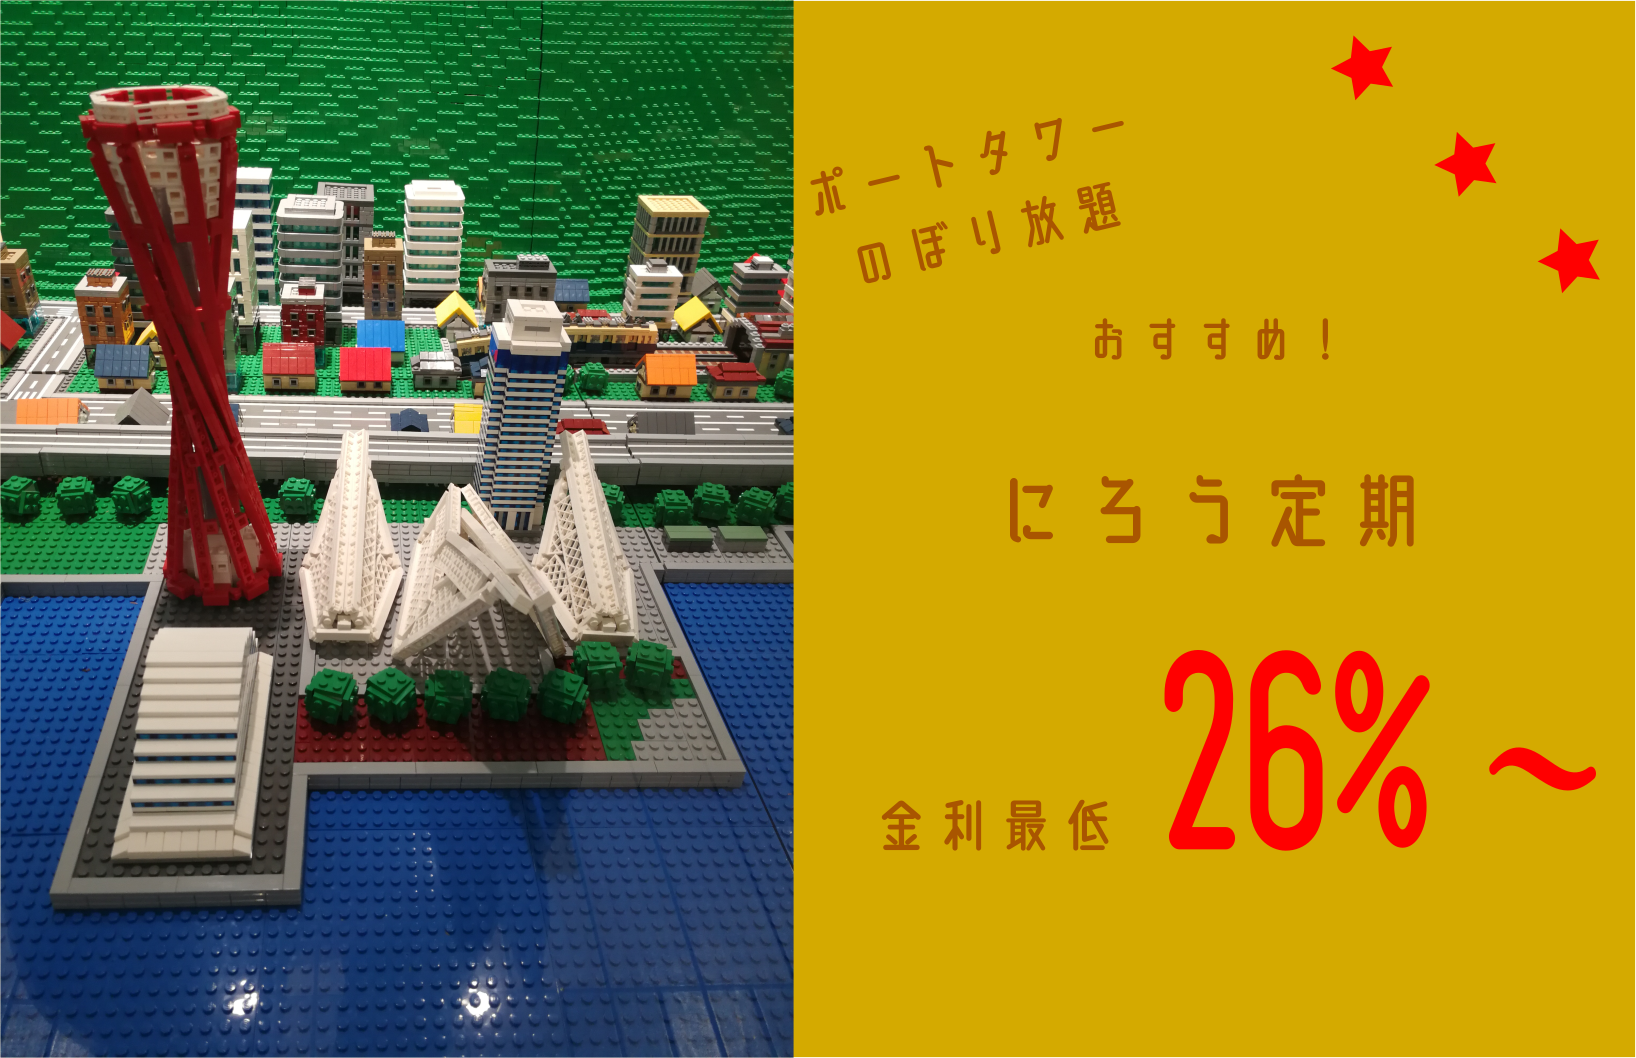 ポートタワー
のぼり放題
おすすめ！
にろう定期
金利最低 26%～